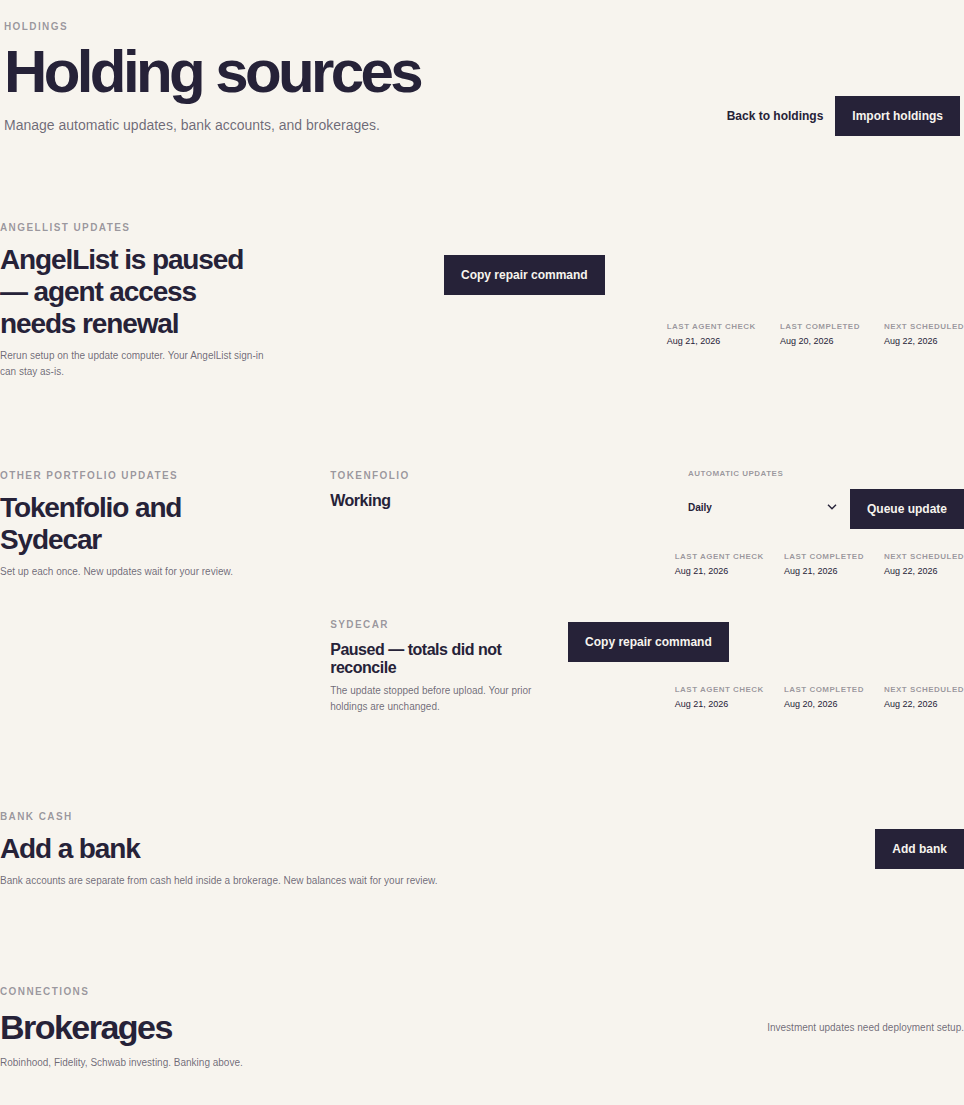 HOLDINGS
Holding sources
Manage automatic updates, bank accounts, and brokerages.
Back to holdings
Import holdings
ANGELLIST UPDATES
AngelList is paused
— agent access
needs renewal
Rerun setup on the update computer. Your AngelList sign-in
can stay as-is.
Copy repair command
LAST AGENT CHECK
Aug 21, 2026
LAST COMPLETED
Aug 20, 2026
NEXT SCHEDULED
Aug 22, 2026
OTHER PORTFOLIO UPDATES
Tokenfolio and
Sydecar
Set up each once. New updates wait for your review.
TOKENFOLIO
Working
AUTOMATIC UPDATES
Daily
Queue update
LAST AGENT CHECK
Aug 21, 2026
LAST COMPLETED
Aug 21, 2026
NEXT SCHEDULED
Aug 22, 2026
SYDECAR
Paused — totals did not
reconcile
The update stopped before upload. Your prior
holdings are unchanged.
Copy repair command
LAST AGENT CHECK
Aug 21, 2026
LAST COMPLETED
Aug 20, 2026
NEXT SCHEDULED
Aug 22, 2026
BANK CASH
Add a bank
Bank accounts are separate from cash held inside a brokerage. New balances wait for your review.
Add bank
CONNECTIONS
Brokerages
Robinhood, Fidelity, Schwab investing. Banking above.
Investment updates need deployment setup.